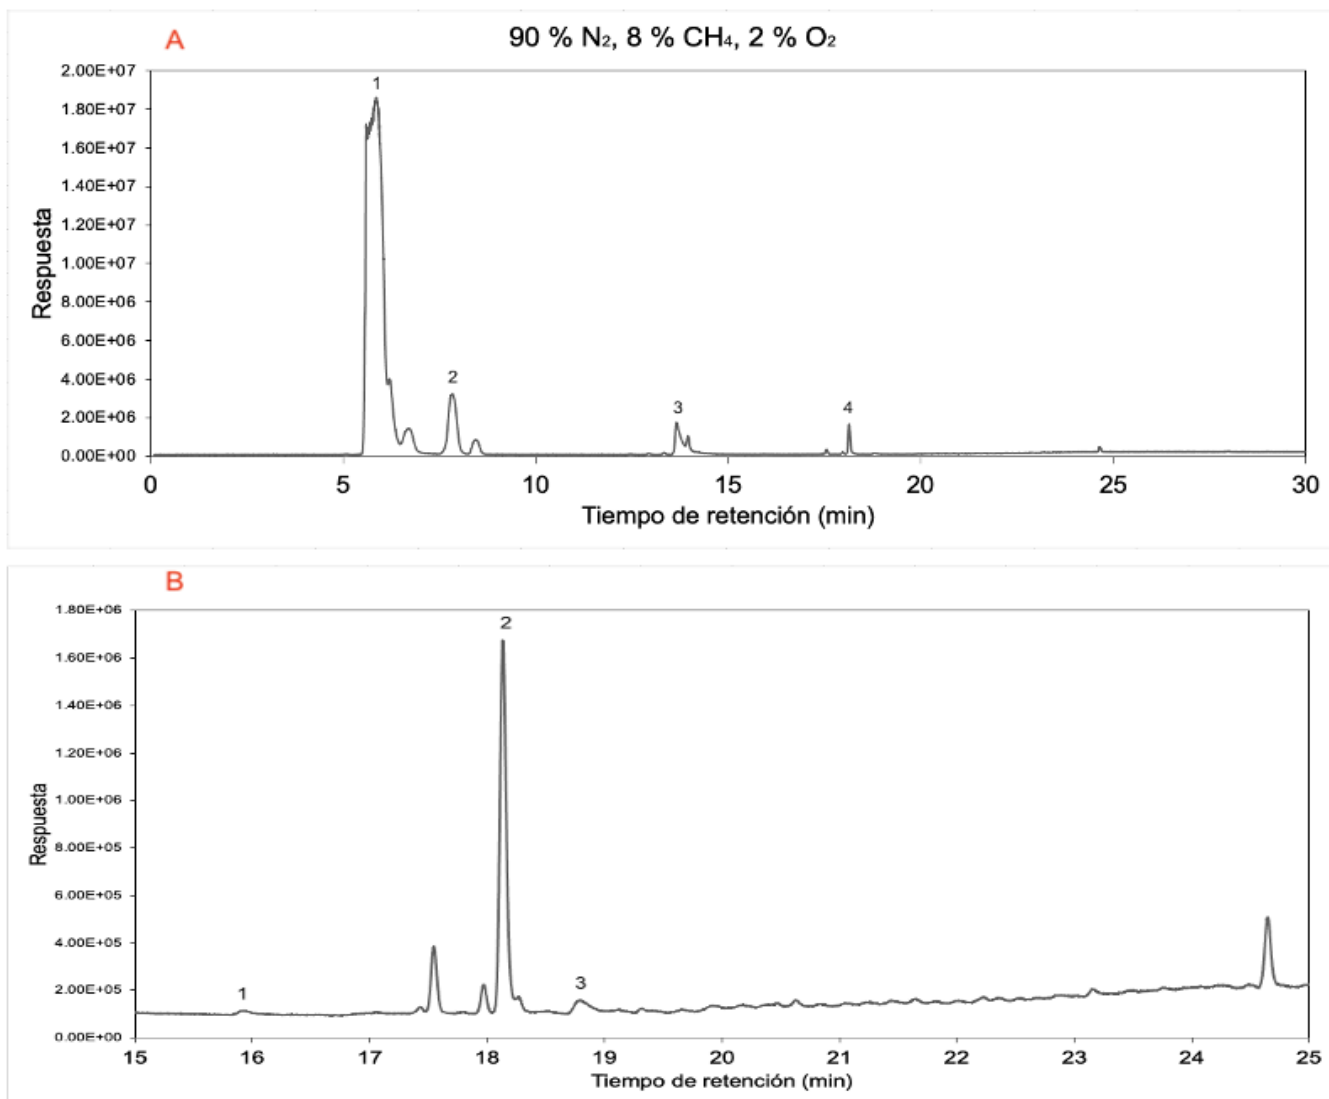 A
90 % N₂, 8 % CH₄, 2 % O₂
2.00E+07
1.80E+07
1.60E+07
1.40E+07
1.20E+07
1.00E+07
8.00E+06
6.00E+06
4.00E+06
2.00E+06
0.00E+00
Respuesta
1
2
3
4
0 5 10 15 20 25 30
Tiempo de retención (min)
B
1.80E+06
1.60E+06
1.40E+06
1.20E+06
1.00E+06
8.00E+05
6.00E+05
4.00E+05
2.00E+05
0.00E+00
Respuesta
1
2
3
15 16 17 18 19 20 21 22 23 24 25
Tiempo de retención (min)